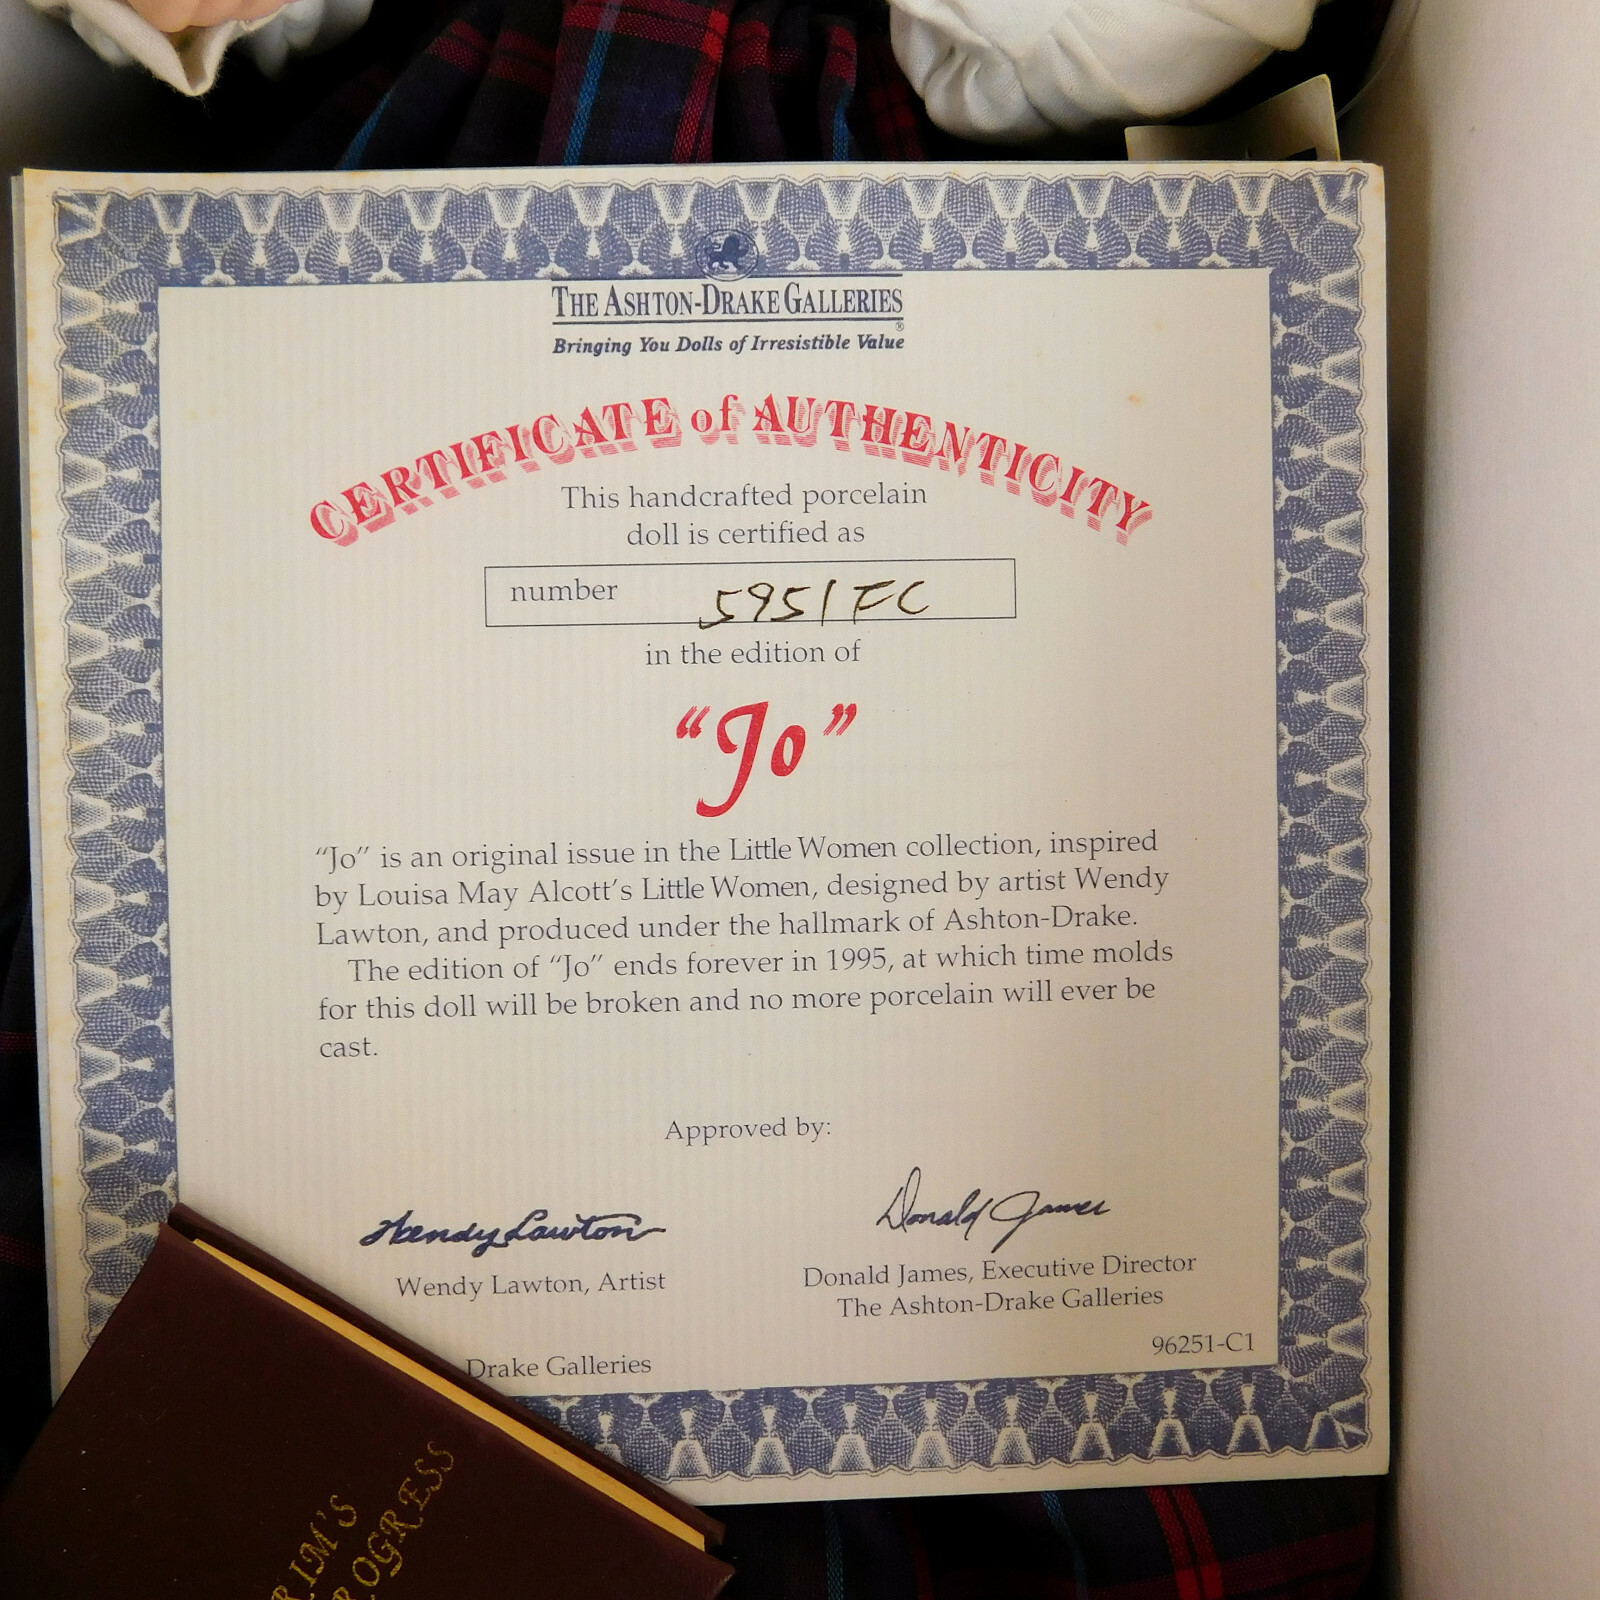 THE ASHTON-DRAKE GALLERIES
®
Bringing You Dolls of Irresistible Value
CERTIFICATE of AUTHENTICITY
This handcrafted porcelain
doll is certified as
number 5951FC
in the edition of
“Jo”
“Jo” is an original issue in the Little Women collection, inspired
by Louisa May Alcott’s Little Women, designed by artist Wendy
Lawton, and produced under the hallmark of Ashton-Drake.
The edition of “Jo” ends forever in 1995, at which time molds
for this doll will be broken and no more porcelain will ever be
cast.
Approved by:
Wendy Lawton
Donald James
Wendy Lawton, Artist
Donald James, Executive Director
The Ashton-Drake Galleries
96251-C1
Drake Galleries
RIM'S
ROGRESS